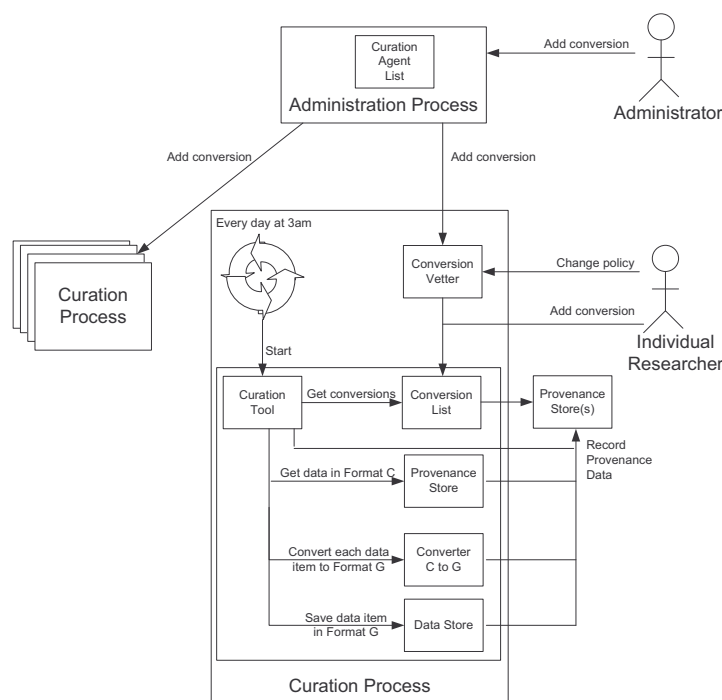 Curation
Agent
List
Administration Process
Add conversion
Administrator
Add conversion
Add conversion
Every day at 3am
Curation
Process
Conversion
Vetter
Change policy
Add conversion
Individual
Researcher
Start
Curation
Tool
Get conversions
Conversion
List
Provenance
Store(s)
Record
Provenance
Data
Get data in Format C
Provenance
Store
Convert each data
item to Format G
Converter
C to G
Save data item
in Format G
Data Store
Curation Process